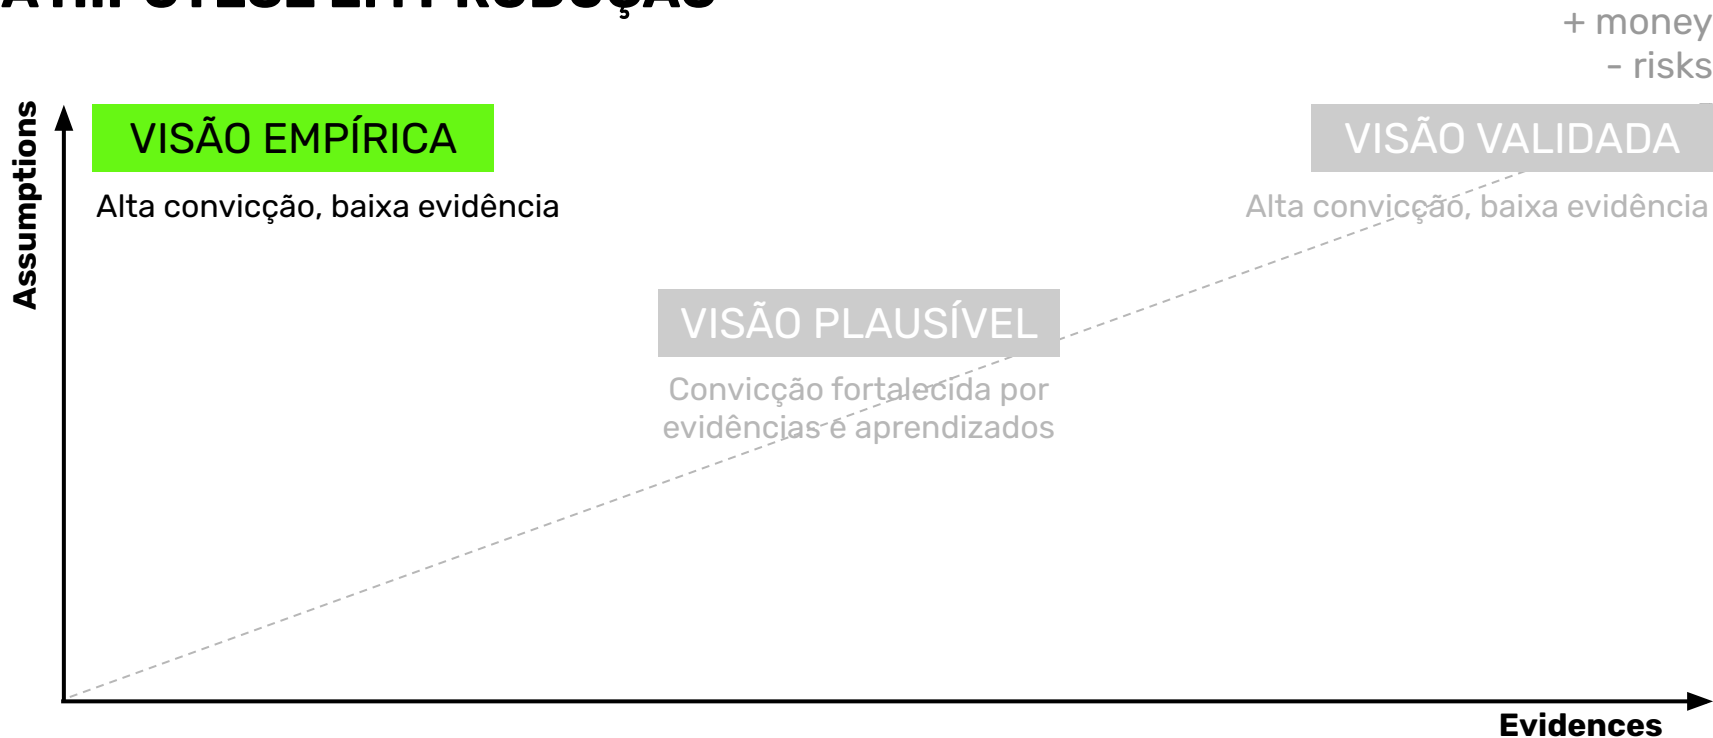 + money
- risks
Assumptions
VISÃO EMPÍRICA
Alta convicção, baixa evidência
VISÃO VALIDADA
Alta convicção, baixa evidência
VISÃO PLAUSÍVEL
Convicção fortalecida por
evidências e aprendizados
Evidences